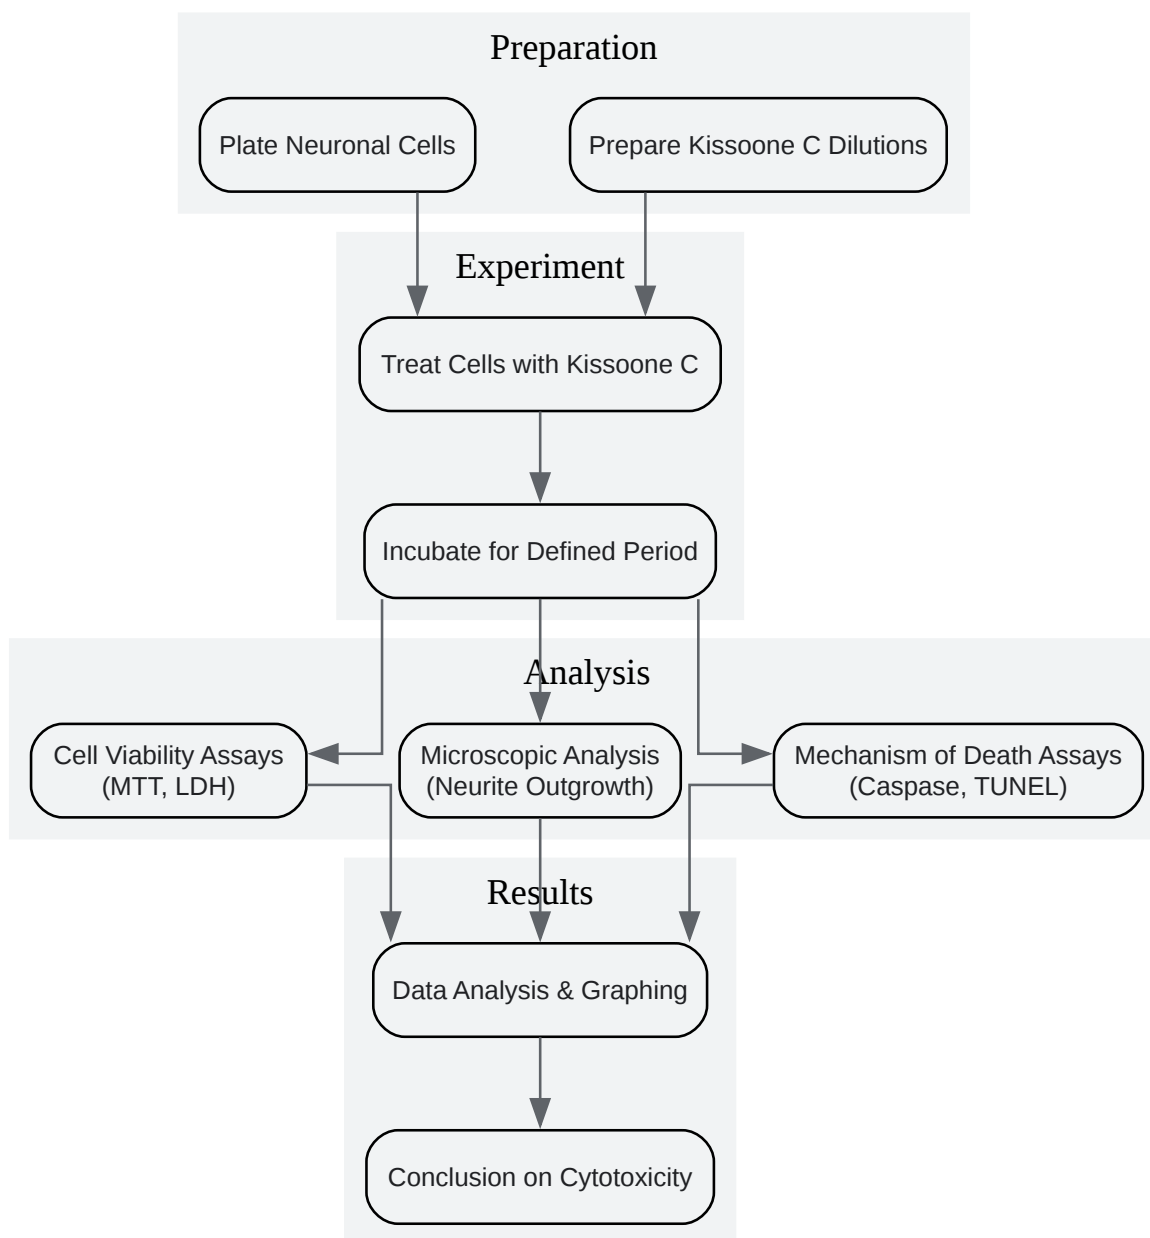 Preparation
Plate Neuronal Cells
Prepare Kissoone C Dilutions
Experiment
Treat Cells with Kissoone C
Incubate for Defined Period
Analysis
Cell Viability Assays
(MTT, LDH)
Microscopic Analysis
(Neurite Outgrowth)
Mechanism of Death Assays
(Caspase, TUNEL)
Results
Data Analysis & Graphing
Conclusion on Cytotoxicity